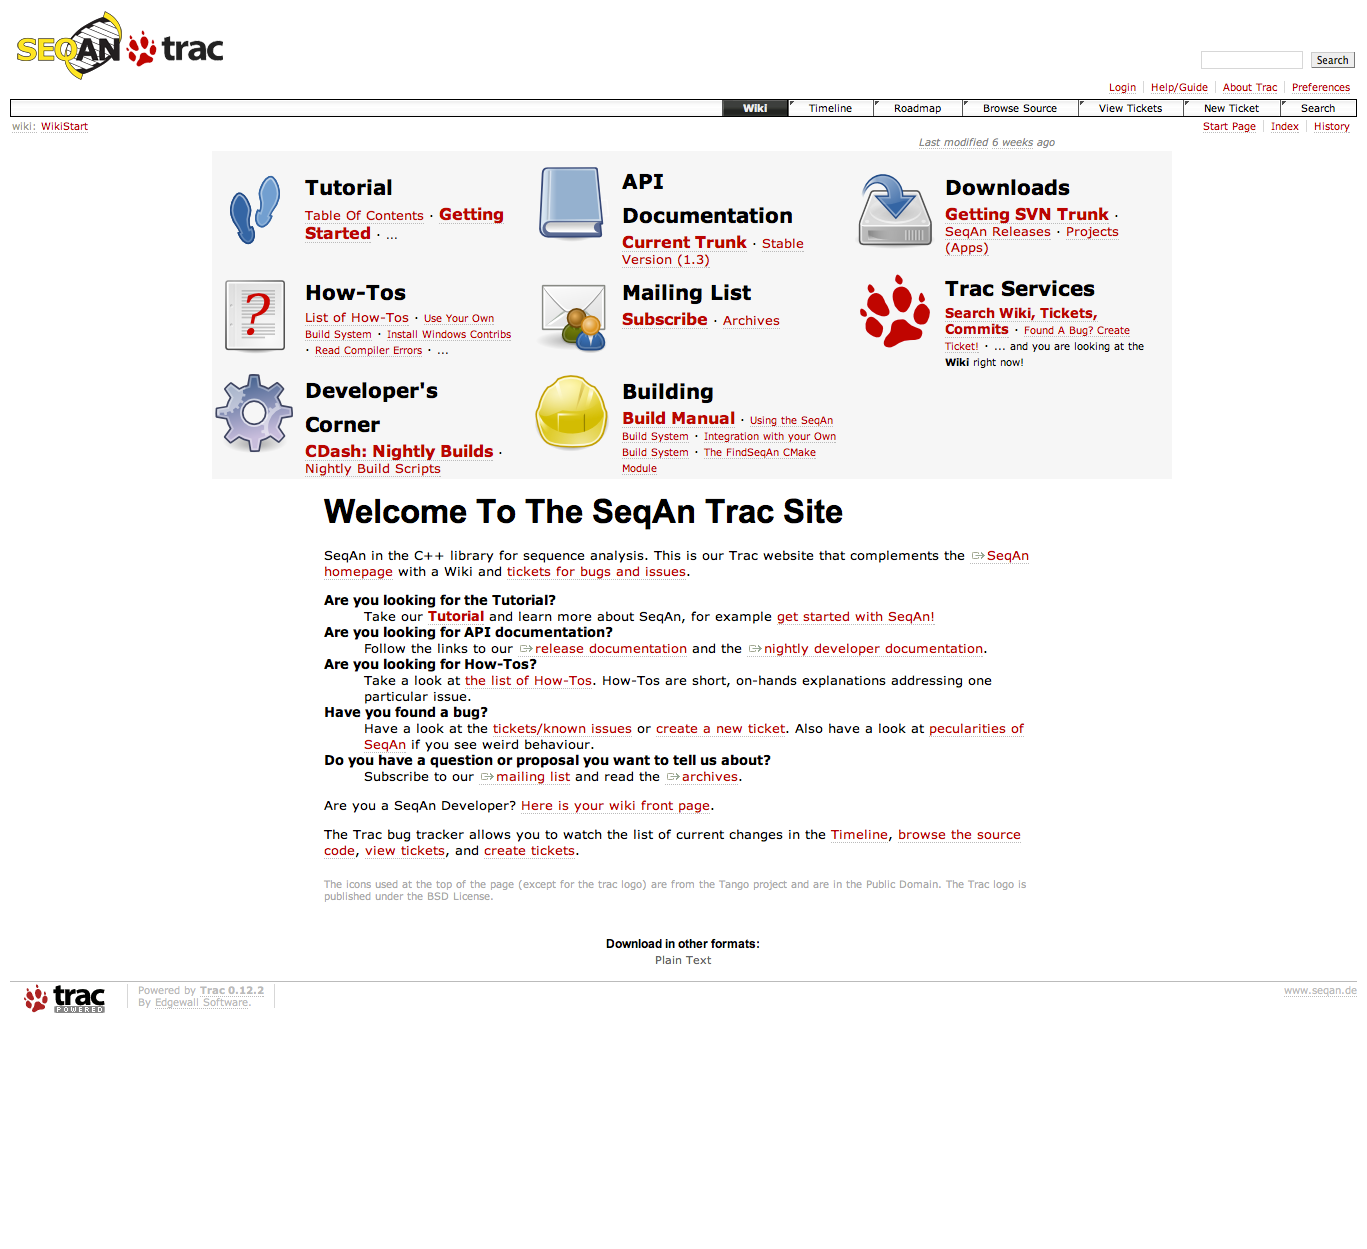 SEQAN trac
Search
Login Help/Guide About Trac Preferences
Wiki Timeline Roadmap Browse Source View Tickets New Ticket Search
wiki: WikiStart
Start Page Index History
Last modified 6 weeks ago
Tutorial
Table Of Contents · Getting
Started · ...
API
Documentation
Current Trunk · Stable
Version (1.3)
Downloads
Getting SVN Trunk ·
SeqAn Releases · Projects
(Apps)
How-Tos
List of How-Tos · Use Your Own
Build System · Install Windows Contribs
· Read Compiler Errors · ...
Mailing List
Subscribe · Archives
Trac Services
Search Wiki, Tickets,
Commits · Found A Bug? Create
Ticket! · ... and you are looking at the
Wiki right now!
Developer's
Corner
CDash: Nightly Builds ·
Nightly Build Scripts
Building
Build Manual · Using the SeqAn
Build System · Integration with your Own
Build System · The FindSeqAn CMake
Module
Welcome To The SeqAn Trac Site
SeqAn in the C++ library for sequence analysis. This is our Trac website that complements the SeqAn
homepage with a Wiki and tickets for bugs and issues.
Are you looking for the Tutorial?
Take our Tutorial and learn more about SeqAn, for example get started with SeqAn!
Are you looking for API documentation?
Follow the links to our release documentation and the nightly developer documentation.
Are you looking for How-Tos?
Take a look at the list of How-Tos. How-Tos are short, on-hands explanations addressing one
particular issue.
Have you found a bug?
Have a look at the tickets/known issues or create a new ticket. Also have a look at pecularities of
SeqAn if you see weird behaviour.
Do you have a question or proposal you want to tell us about?
Subscribe to our mailing list and read the archives.
Are you a SeqAn Developer? Here is your wiki front page.
The Trac bug tracker allows you to watch the list of current changes in the Timeline, browse the source
code, view tickets, and create tickets.
The icons used at the top of the page (except for the trac logo) are from the Tango project and are in the Public Domain. The Trac logo is
published under the BSD License.
Download in other formats:
Plain Text
trac
POWERED
Powered by Trac 0.12.2
By Edgewall Software.
www.seqan.de